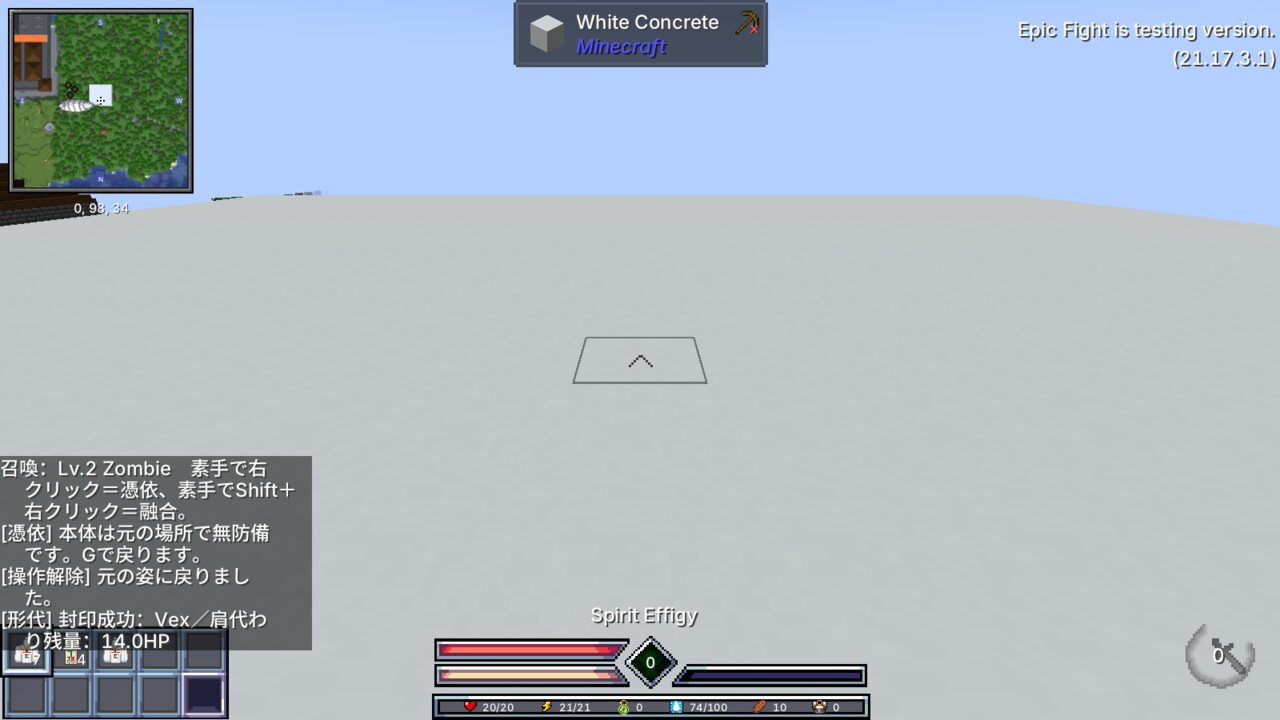 White Concrete
Minecraft
Epic Fight is testing version.
(21.17.3.1)
S
E
W
N
0, 98, 34
召喚：Lv.2 Zombie　素手で右
クリック＝憑依、素手でShift＋
右クリック＝融合。
[憑依] 本体は元の場所で無防備
です。Gで戻ります。
[操作解除] 元の姿に戻りまし
た。
[形代] 封印成功：Vex／肩代わ
り残量：14.0HP
7
4
Spirit Effigy
0
20/20
21/21
0
74/100
10
0
0